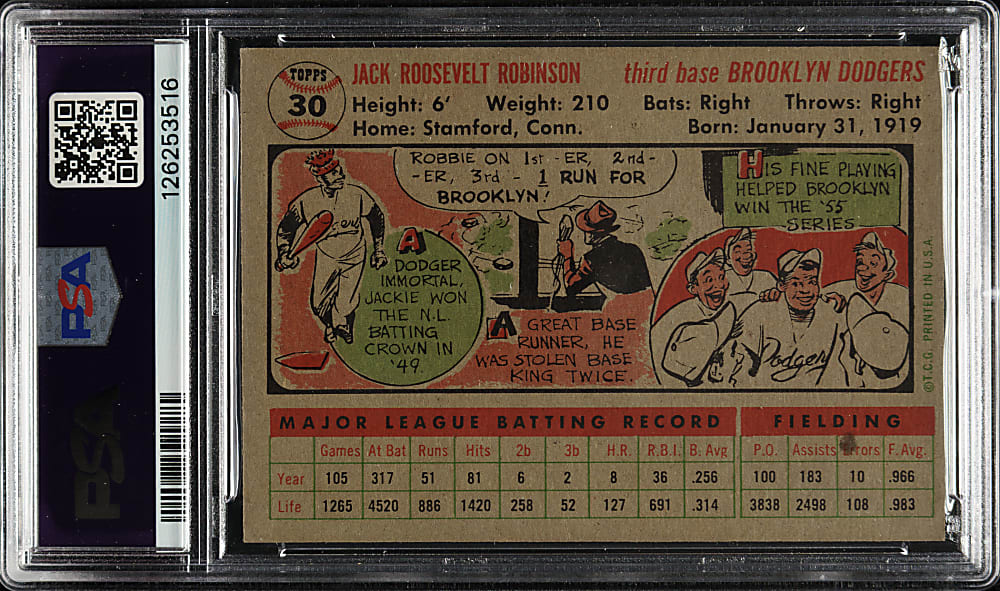 126253516
PSA
PSA
TOPPS
30
JACK ROOSEVELT ROBINSON third base BROOKLYN DODGERS
Height: 6' Weight: 210 Bats: Right Throws: Right
Home: Stamford, Conn. Born: January 31, 1919
ROBBIE ON 1st -ER, 2nd-
-ER, 3rd - 1 RUN FOR
BROOKLYN!
A
DODGER
IMMORTAL,
JACKIE WON
THE N.L.
BATTING
CROWN IN
'49.
A GREAT BASE
RUNNER, HE
WAS STOLEN BASE
KING TWICE.
HIS FINE PLAYING
HELPED BROOKLYN
WIN THE '55
SERIES
Dodgers
©T.C.G. PRINTED IN U.S.A.
MAJOR LEAGUE BATTING RECORD FIELDING
Games At Bat Runs Hits 2b 3b H.R. R.B.I. B. Avg P.O. Assists Errors F. Avg.
Year 105 317 51 81 6 2 8 36 .256 100 183 10 .966
Life 1265 4520 886 1420 258 52 127 691 .314 3838 2498 108 .983